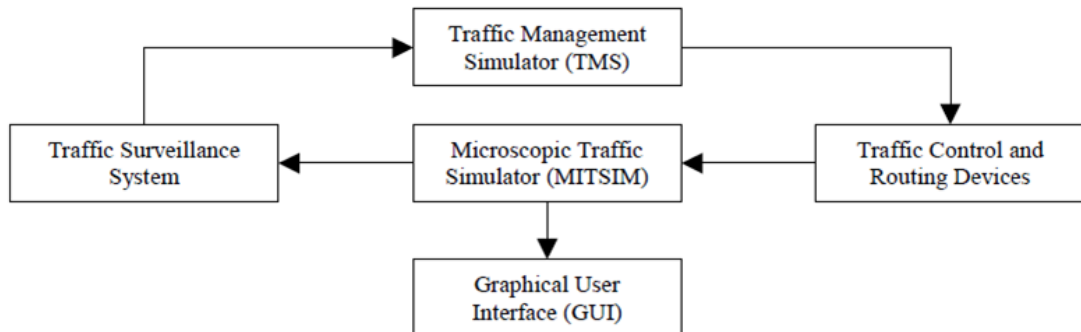 Traffic Management
Simulator (TMS)
Traffic Surveillance
System
Microscopic Traffic
Simulator (MITSIM)
Traffic Control and
Routing Devices
Graphical User
Interface (GUI)